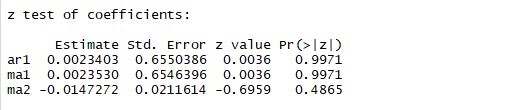 z test of coefficients:
Estimate Std. Error z value Pr(>|z|)
ar1 0.0023403 0.6550386 0.0036 0.9971
ma1 0.0023530 0.6546396 0.0036 0.9971
ma2 -0.0147272 0.0211614 -0.6959 0.4865